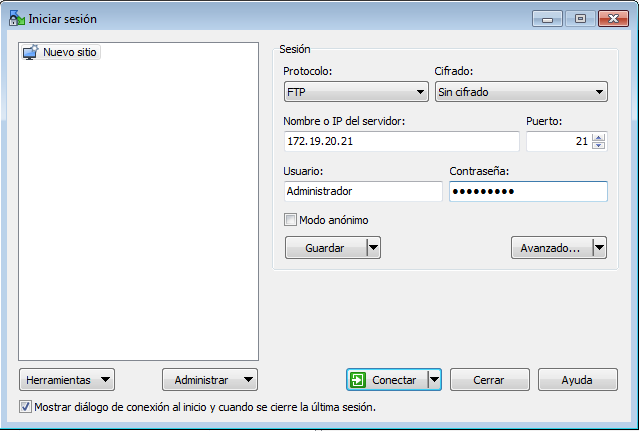 Iniciar sesión
Nuevo sitio
Sesión
Protocolo: Cifrado:
FTP Sin cifrado
Nombre o IP del servidor: Puerto:
172.19.20.21 21
Usuario: Contraseña:
Administrador ●●●●●●●●●
Modo anónimo
Guardar Avanzado...
Herramientas Administrar Conectar Cerrar Ayuda
Mostrar diálogo de conexión al inicio y cuando se cierre la última sesión.